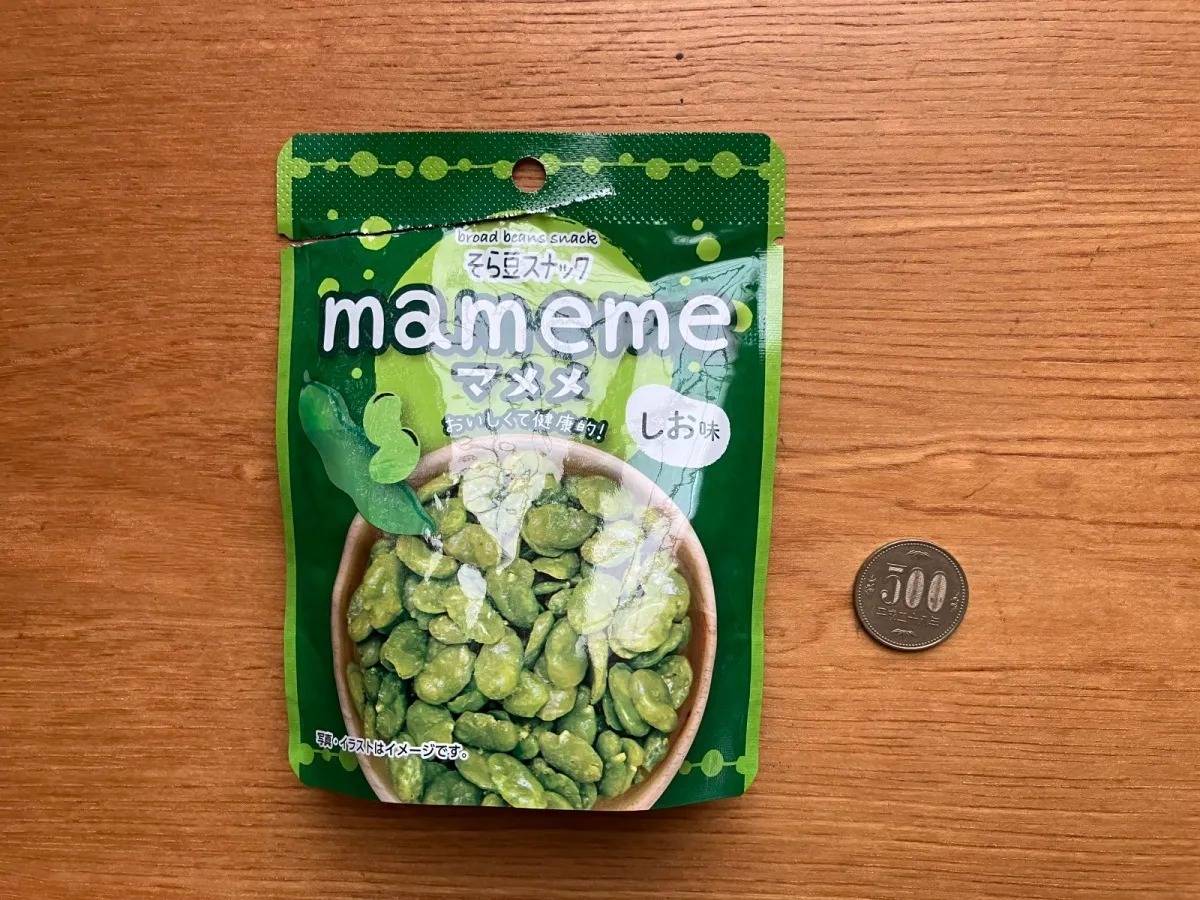 broad beans snack
そら豆スナック
mameme
マメメ
おいしくて健康的!
しお味
写真・イラストはイメージです。
500